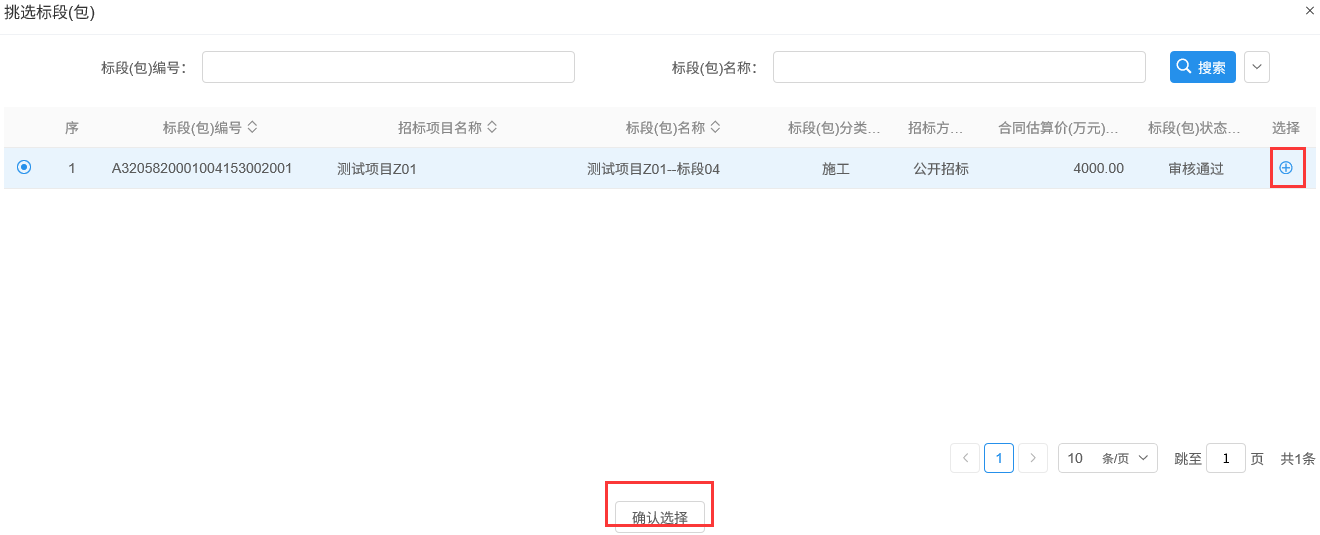 挑选标段(包) ×
标段(包)编号： 标段(包)名称： 搜索
序 标段(包)编号 招标项目名称 标段(包)名称 标段(包)分类... 招标方... 合同估算价(万元)... 标段(包)状态... 选择
1 A3205820001004153002001 测试项目Z01 测试项目Z01--标段04 施工 公开招标 4000.00 审核通过
1 10 条/页 跳至 1 页 共1条
确认选择